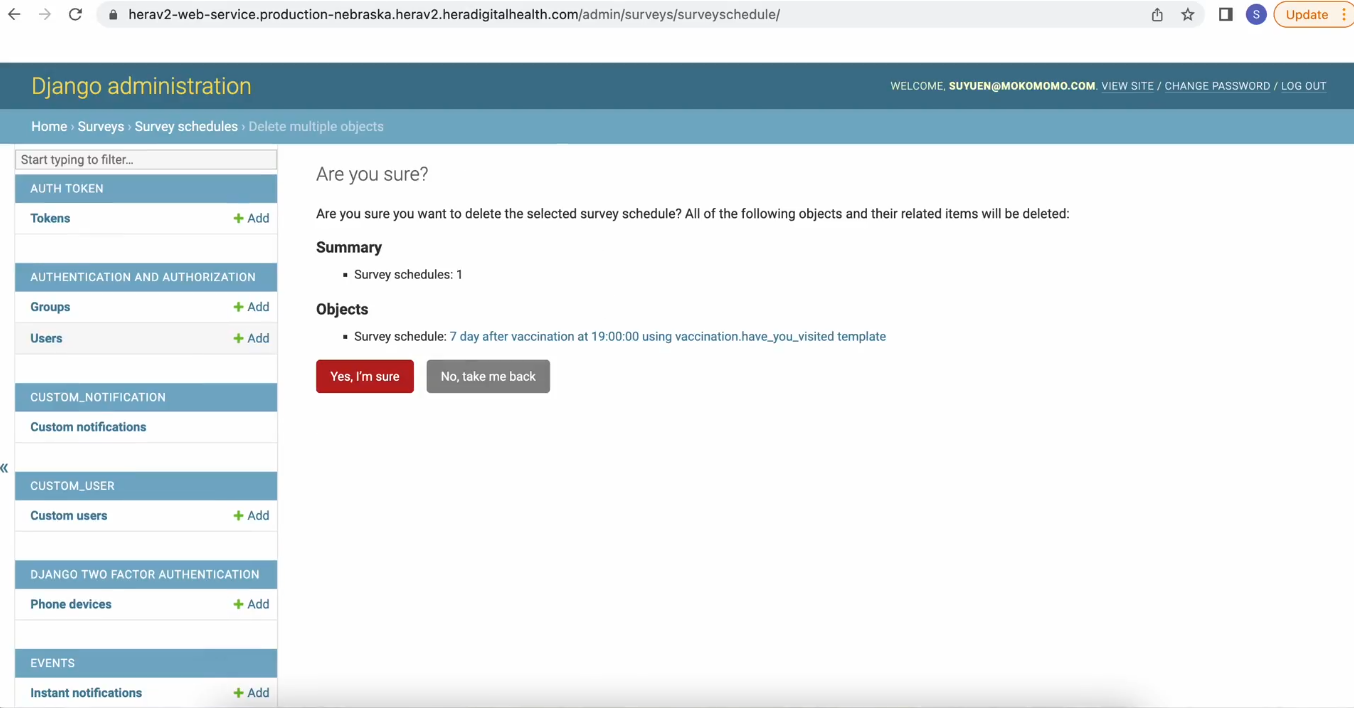 herav2-web-service.production-nebraska.herav2.heradigitalhealth.com/admin/surveys/surveyschedule/
S
Update
Django administration
WELCOME, SUYUEN@MOKOMOMO.COM. VIEW SITE / CHANGE PASSWORD / LOG OUT
Home › Surveys › Survey schedules › Delete multiple objects
Start typing to filter...
AUTH TOKEN
Tokens + Add
AUTHENTICATION AND AUTHORIZATION
Groups + Add
Users + Add
CUSTOM_NOTIFICATION
Custom notifications
«
CUSTOM_USER
Custom users + Add
DJANGO TWO FACTOR AUTHENTICATION
Phone devices + Add
EVENTS
Instant notifications + Add
Are you sure?
Are you sure you want to delete the selected survey schedule? All of the following objects and their related items will be deleted:
Summary
Survey schedules: 1
Objects
Survey schedule: 7 day after vaccination at 19:00:00 using vaccination.have_you_visited template
Yes, I'm sure
No, take me back